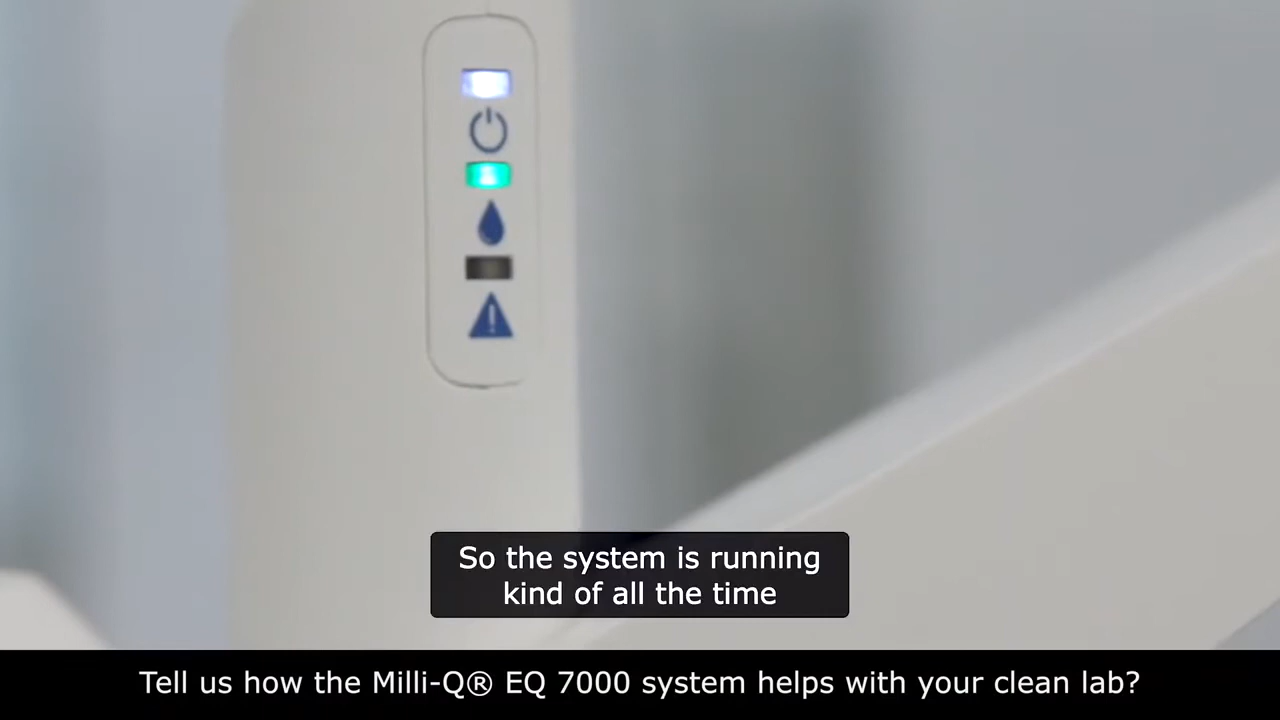 So the system is running
kind of all the time
Tell us how the Milli-Q® EQ 7000 system helps with your clean lab?